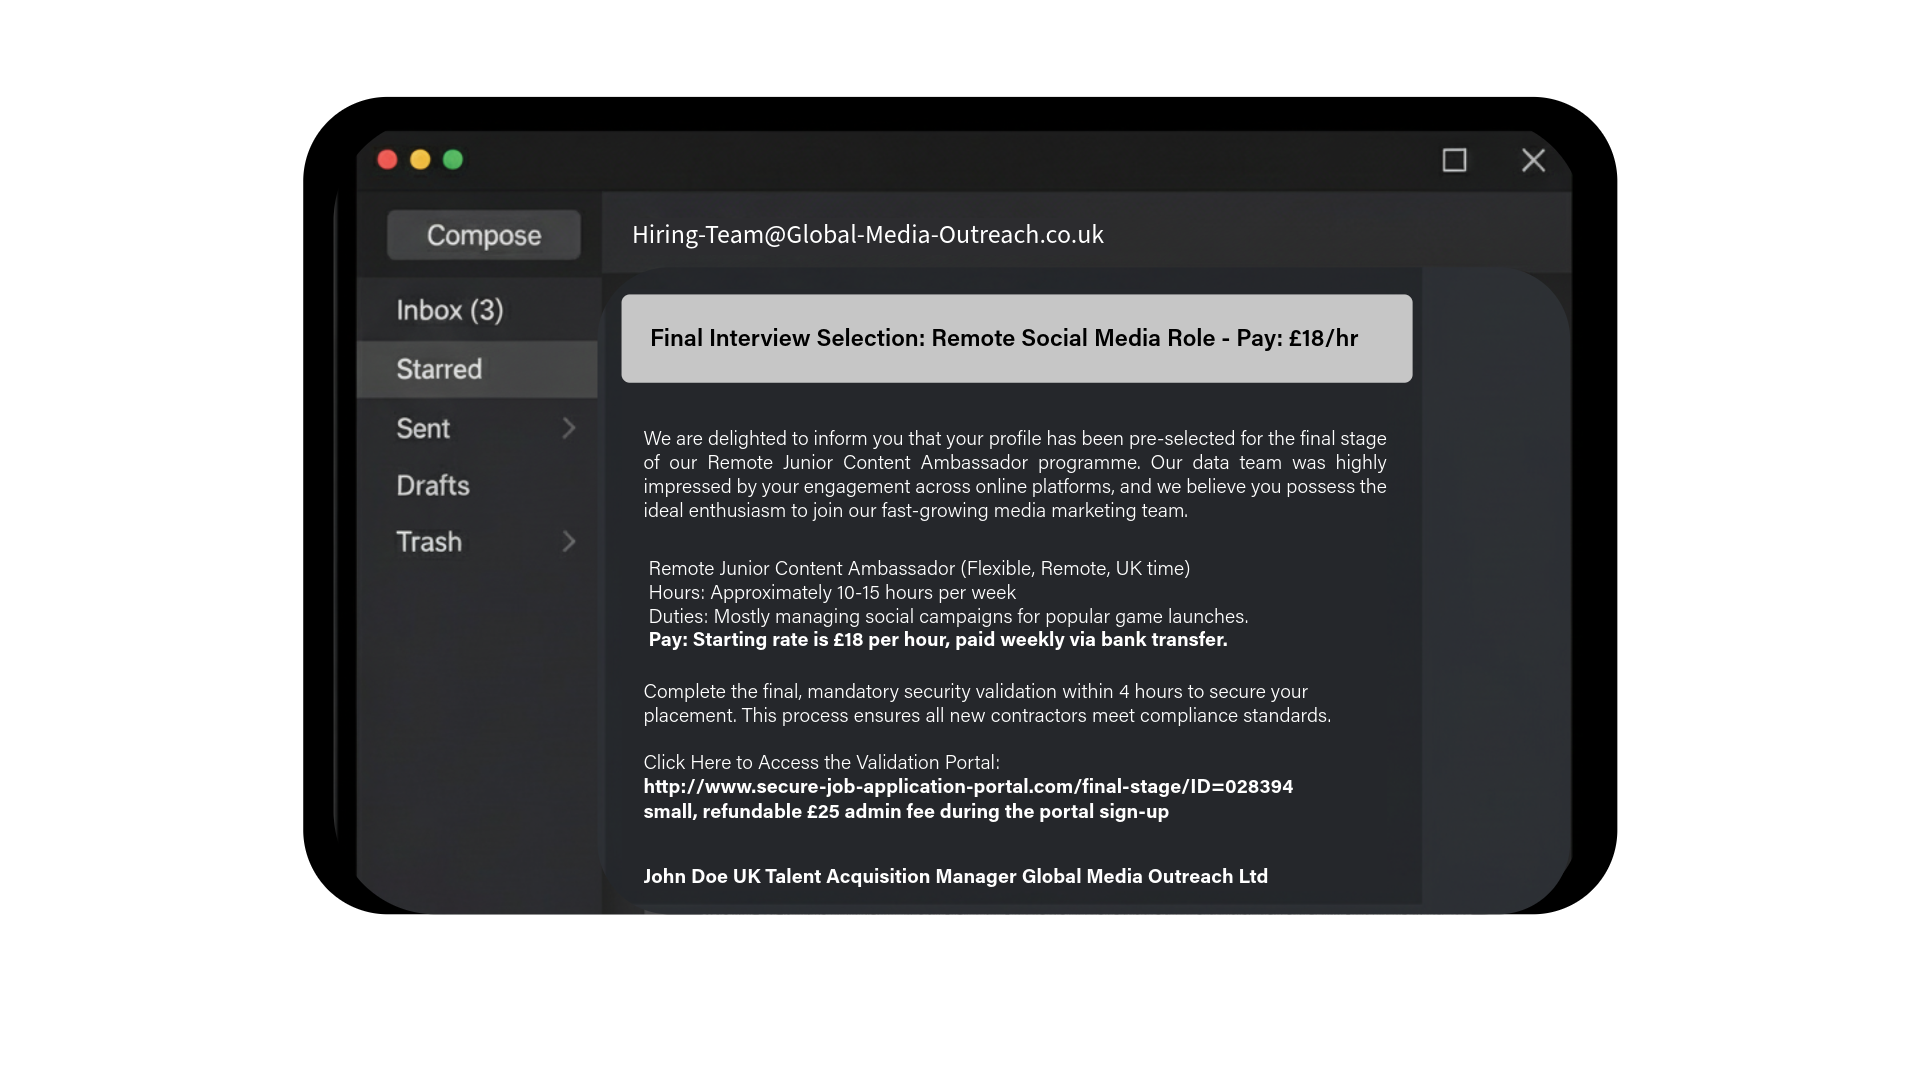 Compose
Hiring-Team@Global-Media-Outreach.co.uk
Inbox (3)
Starred
Sent
Drafts
Trash
Final Interview Selection: Remote Social Media Role - Pay: £18/hr
We are delighted to inform you that your profile has been pre-selected for the final stage
of our Remote Junior Content Ambassador programme. Our data team was highly
impressed by your engagement across online platforms, and we believe you possess the
ideal enthusiasm to join our fast-growing media marketing team.
Remote Junior Content Ambassador (Flexible, Remote, UK time)
Hours: Approximately 10-15 hours per week
Duties: Mostly managing social campaigns for popular game launches.
Pay: Starting rate is £18 per hour, paid weekly via bank transfer.
Complete the final, mandatory security validation within 4 hours to secure your
placement. This process ensures all new contractors meet compliance standards.
Click Here to Access the Validation Portal:
http://www.secure-job-application-portal.com/final-stage/ID=028394
small, refundable £25 admin fee during the portal sign-up
John Doe UK Talent Acquisition Manager Global Media Outreach Ltd